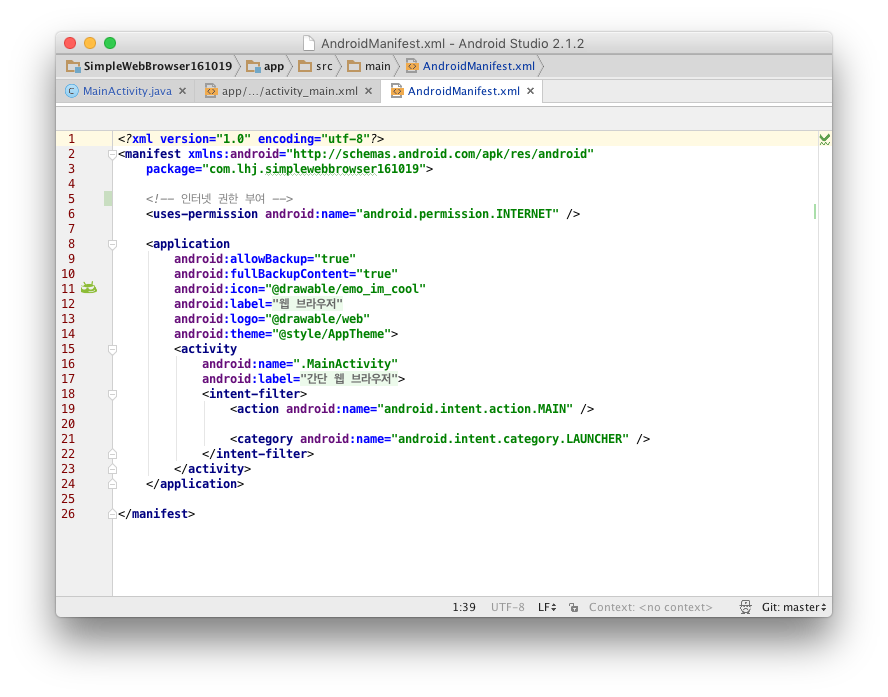 AndroidManifest.xml - Android Studio 2.1.2
SimpleWebBrowser161019 app src main AndroidManifest.xml
MainActivity.java app/.../activity_main.xml AndroidManifest.xml
1 <?xml version="1.0" encoding="utf-8"?>
2 <manifest xmlns:android="http://schemas.android.com/apk/res/android"
3 package="com.lhj.simplewebbrowser161019">
4
5 <!-- 인터넷 권한 부여 -->
6 <uses-permission android:name="android.permission.INTERNET" />
7
8 <application
9 android:allowBackup="true"
10 android:fullBackupContent="true"
11 android:icon="@drawable/emo_im_cool"
12 android:label="웹 브라우저"
13 android:logo="@drawable/web"
14 android:theme="@style/AppTheme">
15 <activity
16 android:name=".MainActivity"
17 android:label="간단 웹 브라우저">
18 <intent-filter>
19 <action android:name="android.intent.action.MAIN" />
20
21 <category android:name="android.intent.category.LAUNCHER" />
22 </intent-filter>
23 </activity>
24 </application>
25
26 </manifest>
1:39 UTF-8 LF Context: <no context> Git: master